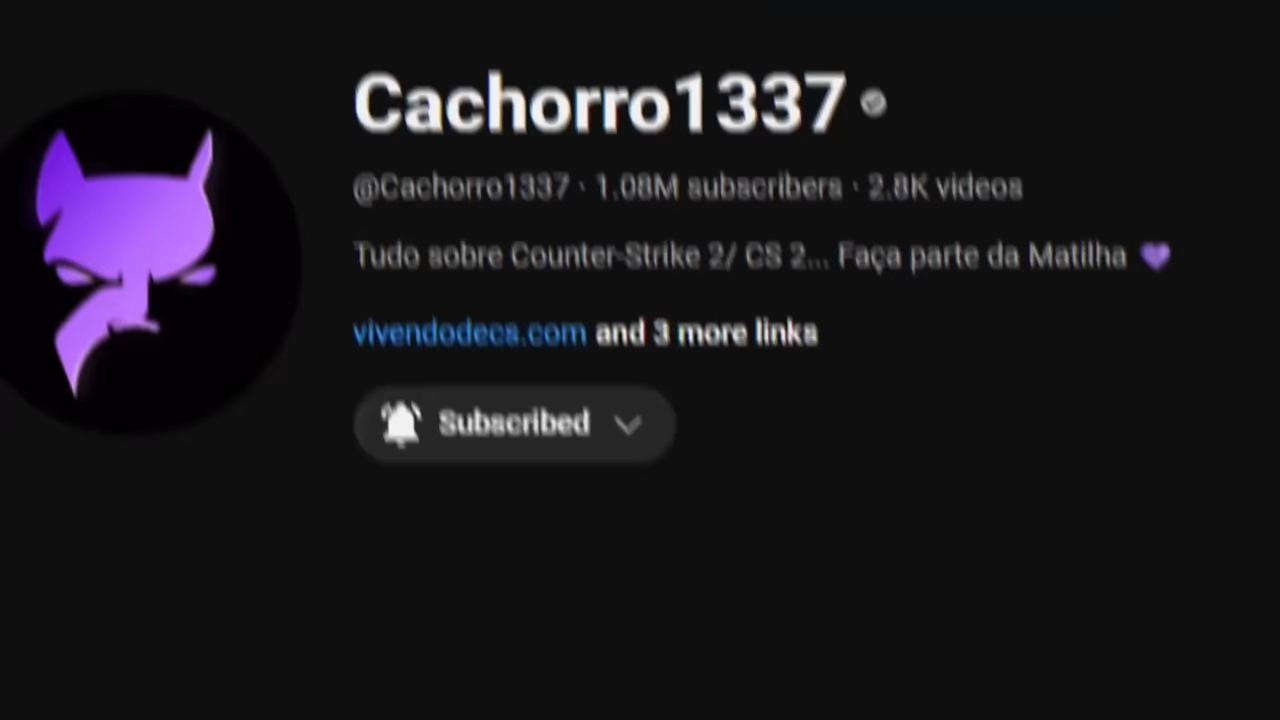 Cachorro1337
@Cachorro1337 · 1.08M subscribers · 2.8K videos
Tudo sobre Counter-Strike 2/ CS 2... Faça parte da Matilha 💜
vivendodecs.com and 3 more links
Subscribed